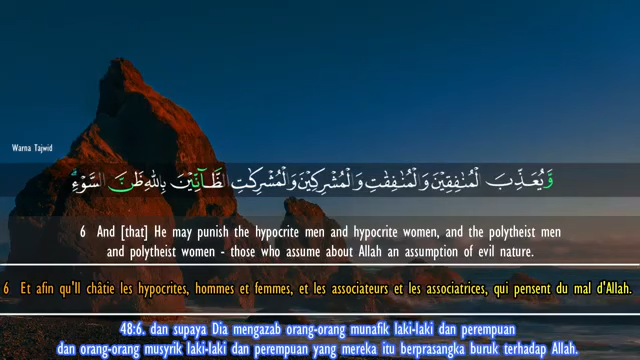 Warna Tajwid
وَّيُعَذِّبَ الْمُنٰفِقِيْنَ وَالْمُنٰفِقٰتِ وَالْمُشْرِكِيْنَ وَالْمُشْرِكٰتِ الظَّاۤنِّيْنَ بِاللّٰهِ ظَنَّ السَّوْءِۗ
6 And [that] He may punish the hypocrite men and hypocrite women, and the polytheist men
and polytheist women - those who assume about Allah an assumption of evil nature.
6 Et afin qu'Il châtie les hypocrites, hommes et femmes, et les associateurs et les associatrices, qui pensent du mal d'Allah.
48:6. dan supaya Dia mengazab orang-orang munafik laki-laki dan perempuan
dan orang-orang musyrik laki-laki dan perempuan yang mereka itu berprasangka buruk terhadap Allah.